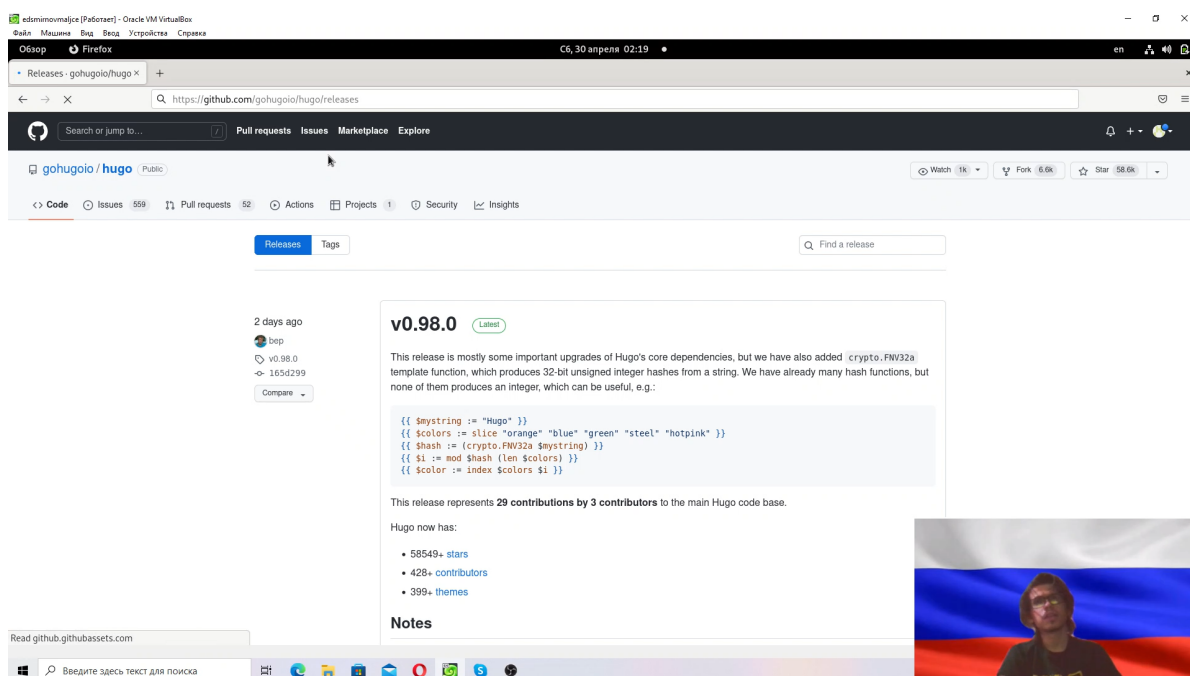 edsmirnovmaljce [Работает] - Oracle VM VirtualBox
Файл Машина Вид Ввод Устройства Справка
Обзор Firefox Сб, 30 апреля 02:19 en
Releases · gohugoio/hugo
https://github.com/gohugoio/hugo/releases
Search or jump to... / Pull requests Issues Marketplace Explore
gohugoio / hugo Public Watch 1k Fork 6.6k Star 58.6k
Code Issues 559 Pull requests 52 Actions Projects 1 Security Insights
Releases Tags Find a release
2 days ago
bep
v0.98.0
165d299
Compare
v0.98.0 Latest
This release is mostly some important upgrades of Hugo's core dependencies, but we have also added crypto.FNV32a
template function, which produces 32-bit unsigned integer hashes from a string. We have already many hash functions, but
none of them produces an integer, which can be useful, e.g.:
{{ $mystring := "Hugo" }}
{{ $colors := slice "orange" "blue" "green" "steel" "hotpink" }}
{{ $hash := (crypto.FNV32a $mystring) }}
{{ $i := mod $hash (len $colors) }}
{{ $color := index $colors $i }}
This release represents 29 contributions by 3 contributors to the main Hugo code base.
Hugo now has:
• 58549+ stars
• 428+ contributors
• 399+ themes
Notes
Read github.githubassets.com
Введите здесь текст для поиска